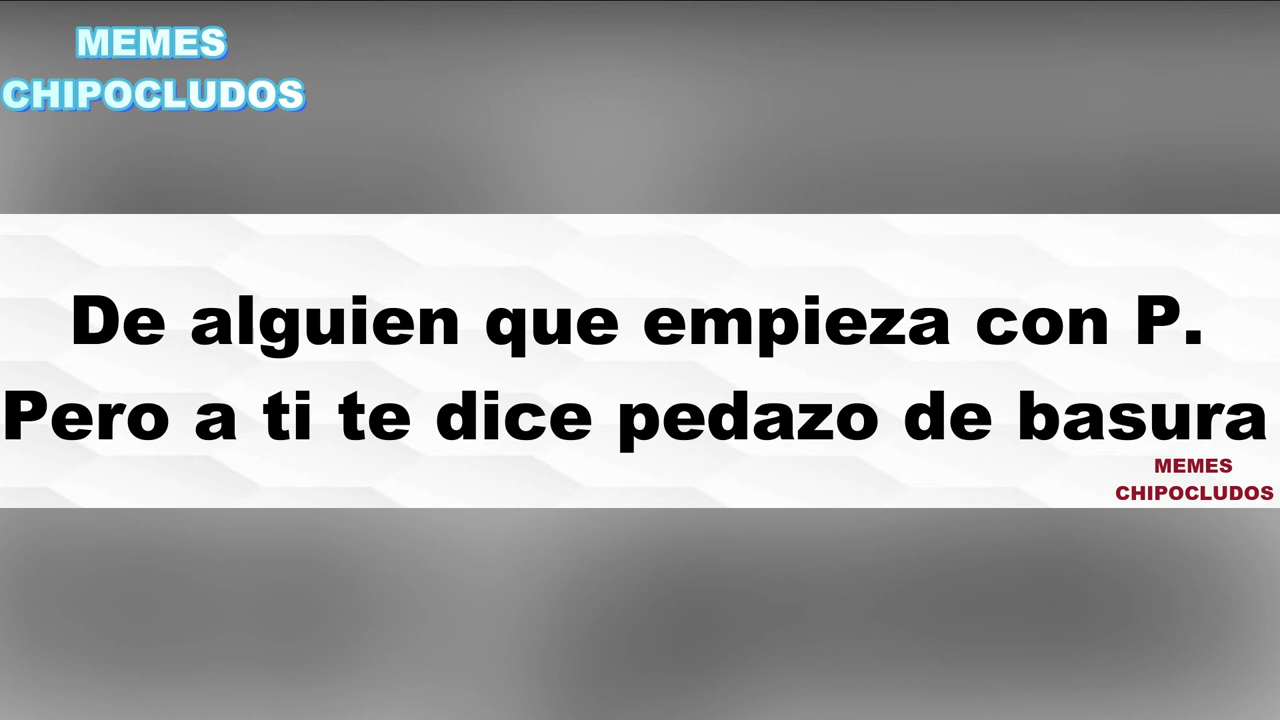 MEMES
CHIPOCLUDOS
De alguien que empieza con P.
Pero a ti te dice pedazo de basura
MEMES
CHIPOCLUDOS